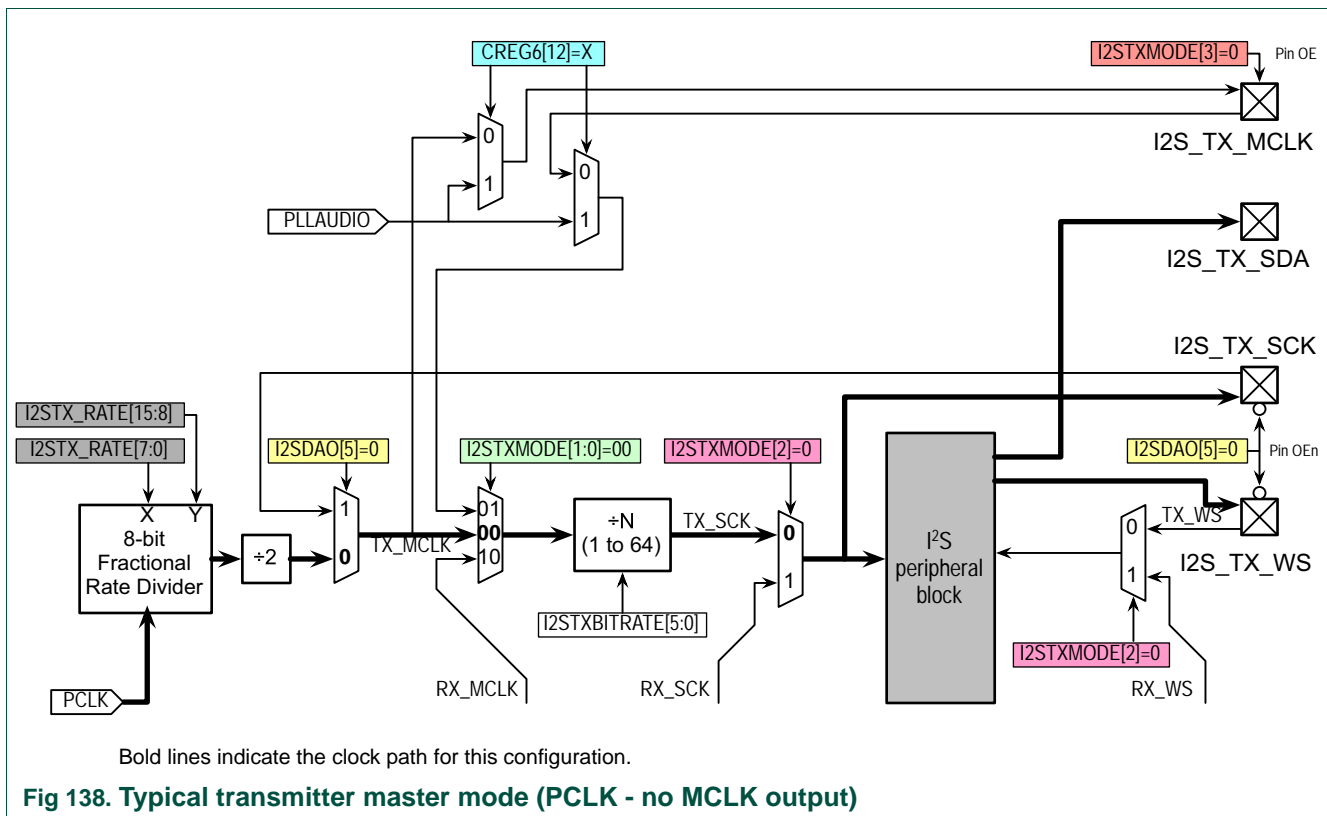 CREG6[12]=X
I2STXMODE[3]=0
Pin OE
0
1
I2S_TX_MCLK
0
1
PLLAUDIO
I2S_TX_SDA
I2S_TX_SCK
I2STX_RATE[15:8]
I2STX_RATE[7:0]
I2SDAO[5]=0
I2STXMODE[1:0]=00
I2STXMODE[2]=0
I2SDAO[5]=0
Pin OEn
X Y
8-bit
Fractional
Rate Divider
÷2
1
0
TX_MCLK
01
00
10
÷N
(1 to 64)
TX_SCK
0
1
I²S
peripheral
block
TX_WS
0
1
I2S_TX_WS
I2STXBITRATE[5:0]
I2STXMODE[2]=0
PCLK
RX_MCLK
RX_SCK
RX_WS
Bold lines indicate the clock path for this configuration.
Fig 138. Typical transmitter master mode (PCLK - no MCLK output)